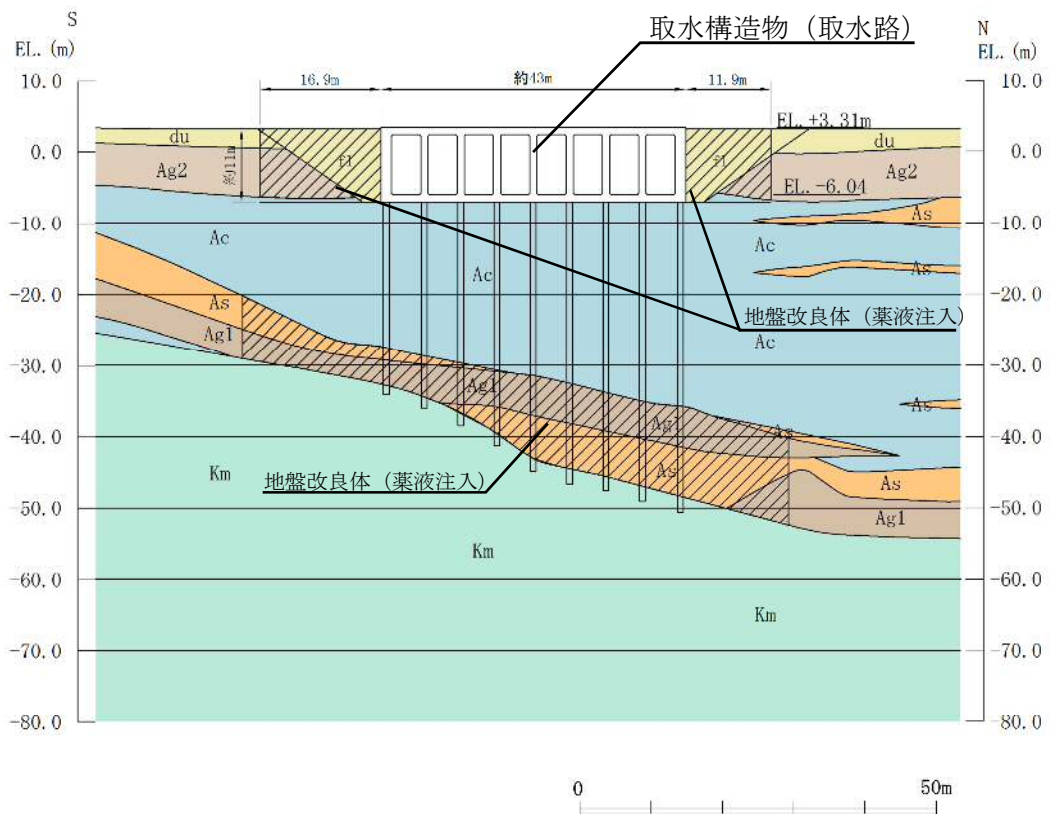 S
N
取水構造物（取水路）
EL. (m)
EL. (m)
16.9m
約43m
11.9m
10.0
10.0
EL. +3.31m
du
du
0.0
0.0
約11m
f1
f1
Ag2
Ag2
EL.-6.04
-10.0
-10.0
As
Ac
Ac
Ac
As
-20.0
-20.0
As
地盤改良体（薬液注入）
Ag1
Ac
-30.0
-30.0
Ag1
As
Ag1
As
-40.0
-40.0
Km
As
As
地盤改良体（薬液注入）
-50.0
-50.0
Ag1
Km
-60.0
-60.0
Km
-70.0
-70.0
-80.0
-80.0
0
50m